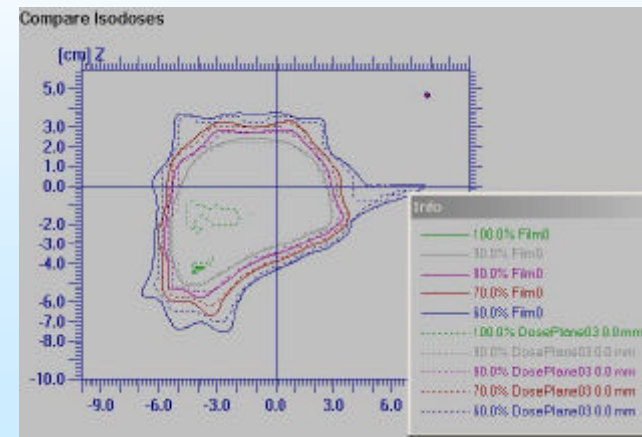 Compare Isodoses
[cm] Z
5.0
3.0
2.0
1.0
0.0
-2.0
-3.0
-4.0
-6.0
-7.0
-8.0
-10.0
-9.0 -6.0 -3.0 0.0 3.0 6.0
Info
100.0% Film0
90.0% Film0
80.0% Film0
70.0% Film0
60.0% Film0
100.0% DosePlane03 0.0 mm
90.0% DosePlane03 0.0 mm
80.0% DosePlane03 0.0 mm
70.0% DosePlane03 0.0 mm
60.0% DosePlane03 0.0 mm